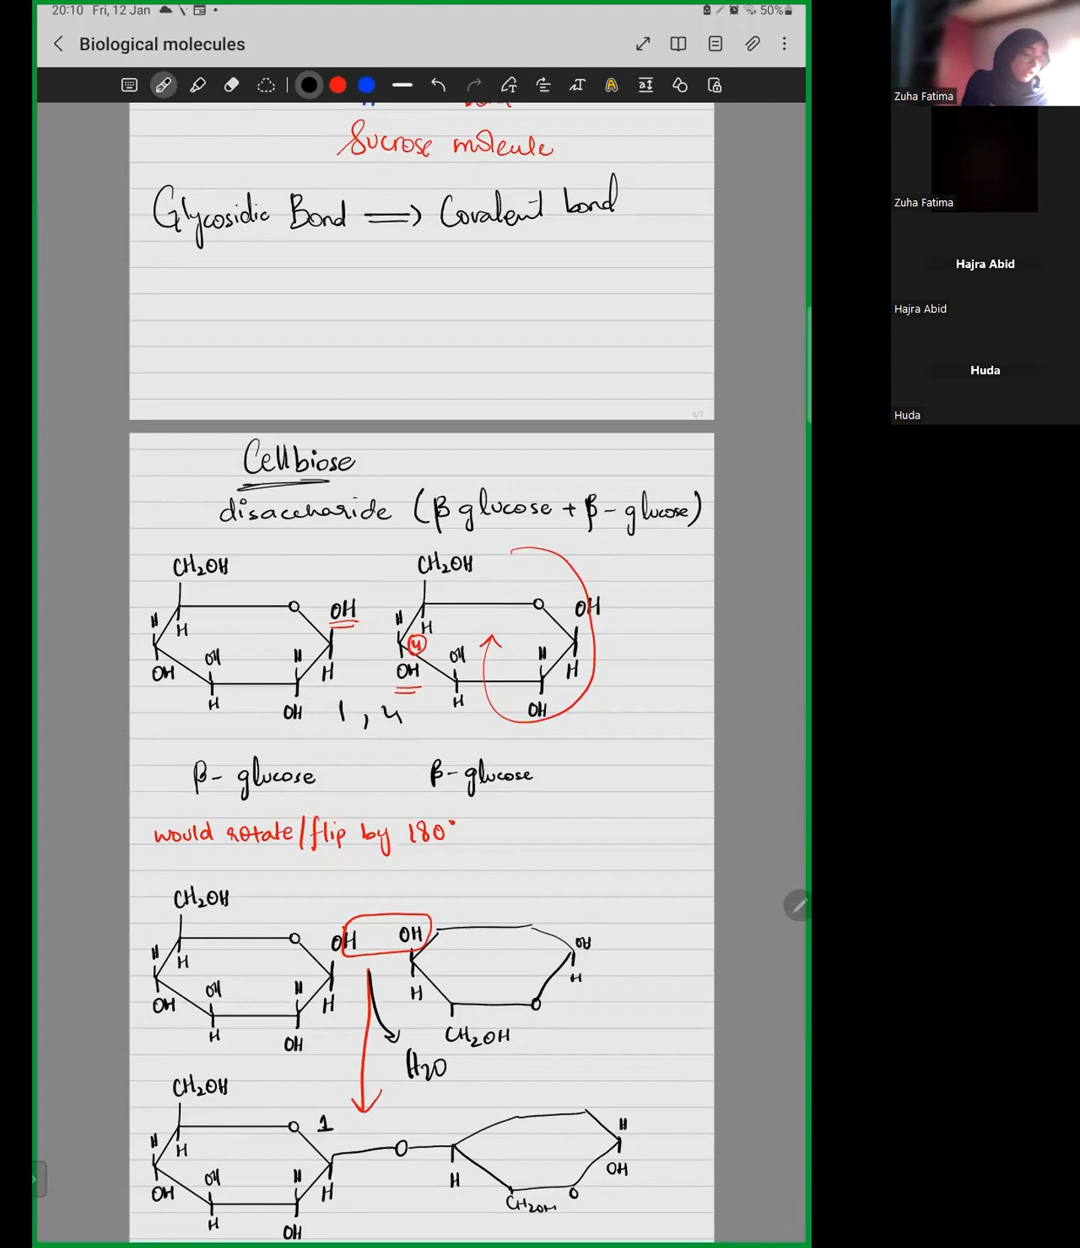 20:10 Fri, 12 Jan
50%
Biological molecules
Sucrose molecule
Glycosidic Bond => Covalent bond
6/7
Cellbiose
disaccharide (β glucose + β- glucose)
CH2OH CH2OH
O OH O OH
H H H H
4
OH H H OH H H
OH OH
H OH H OH
1, 4
β- glucose β- glucose
would rotate/flip by 180°
CH2OH
O OH OH OH
H H H
OH H H H
OH O
H OH CH2OH
H2O
CH2OH
O 1 H
H H O
OH H H H OH
OH CH2OH O
H OH
Zuha Fatima
Zuha Fatima
Hajra Abid
Hajra Abid
Huda
Huda